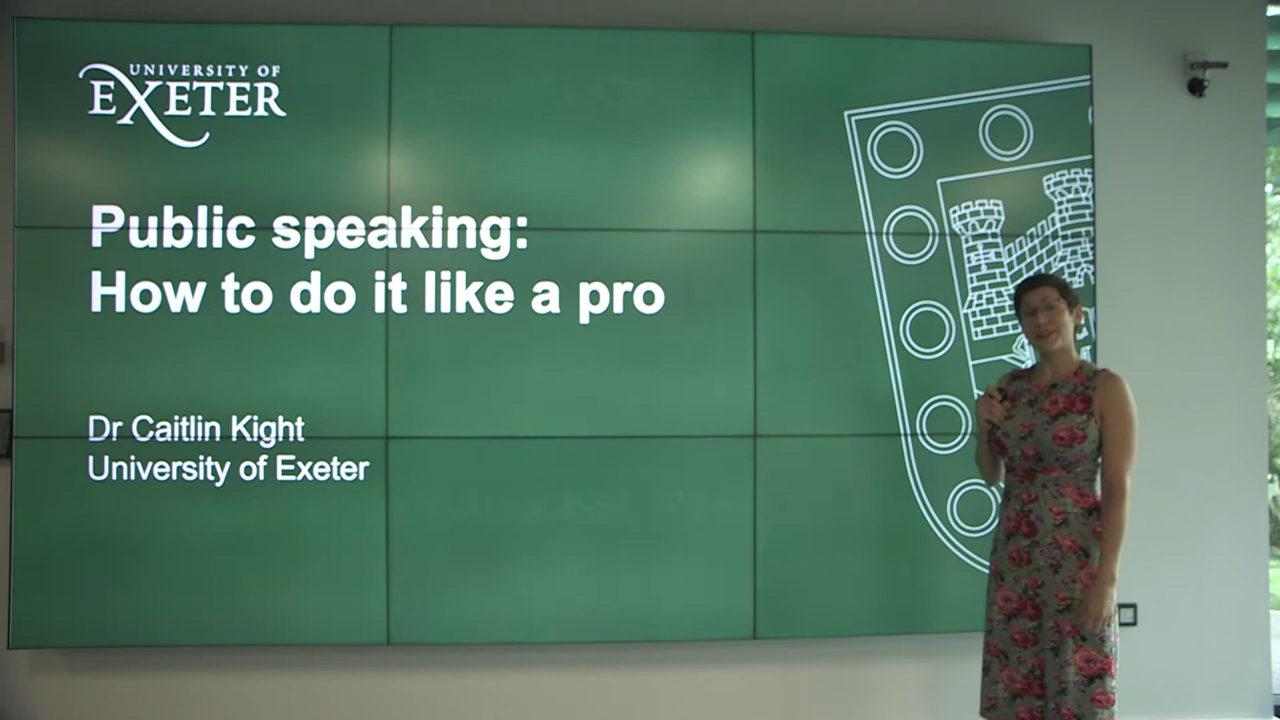 UNIVERSITY OF
EXETER
Public speaking:
How to do it like a pro
Dr Caitlin Kight
University of Exeter